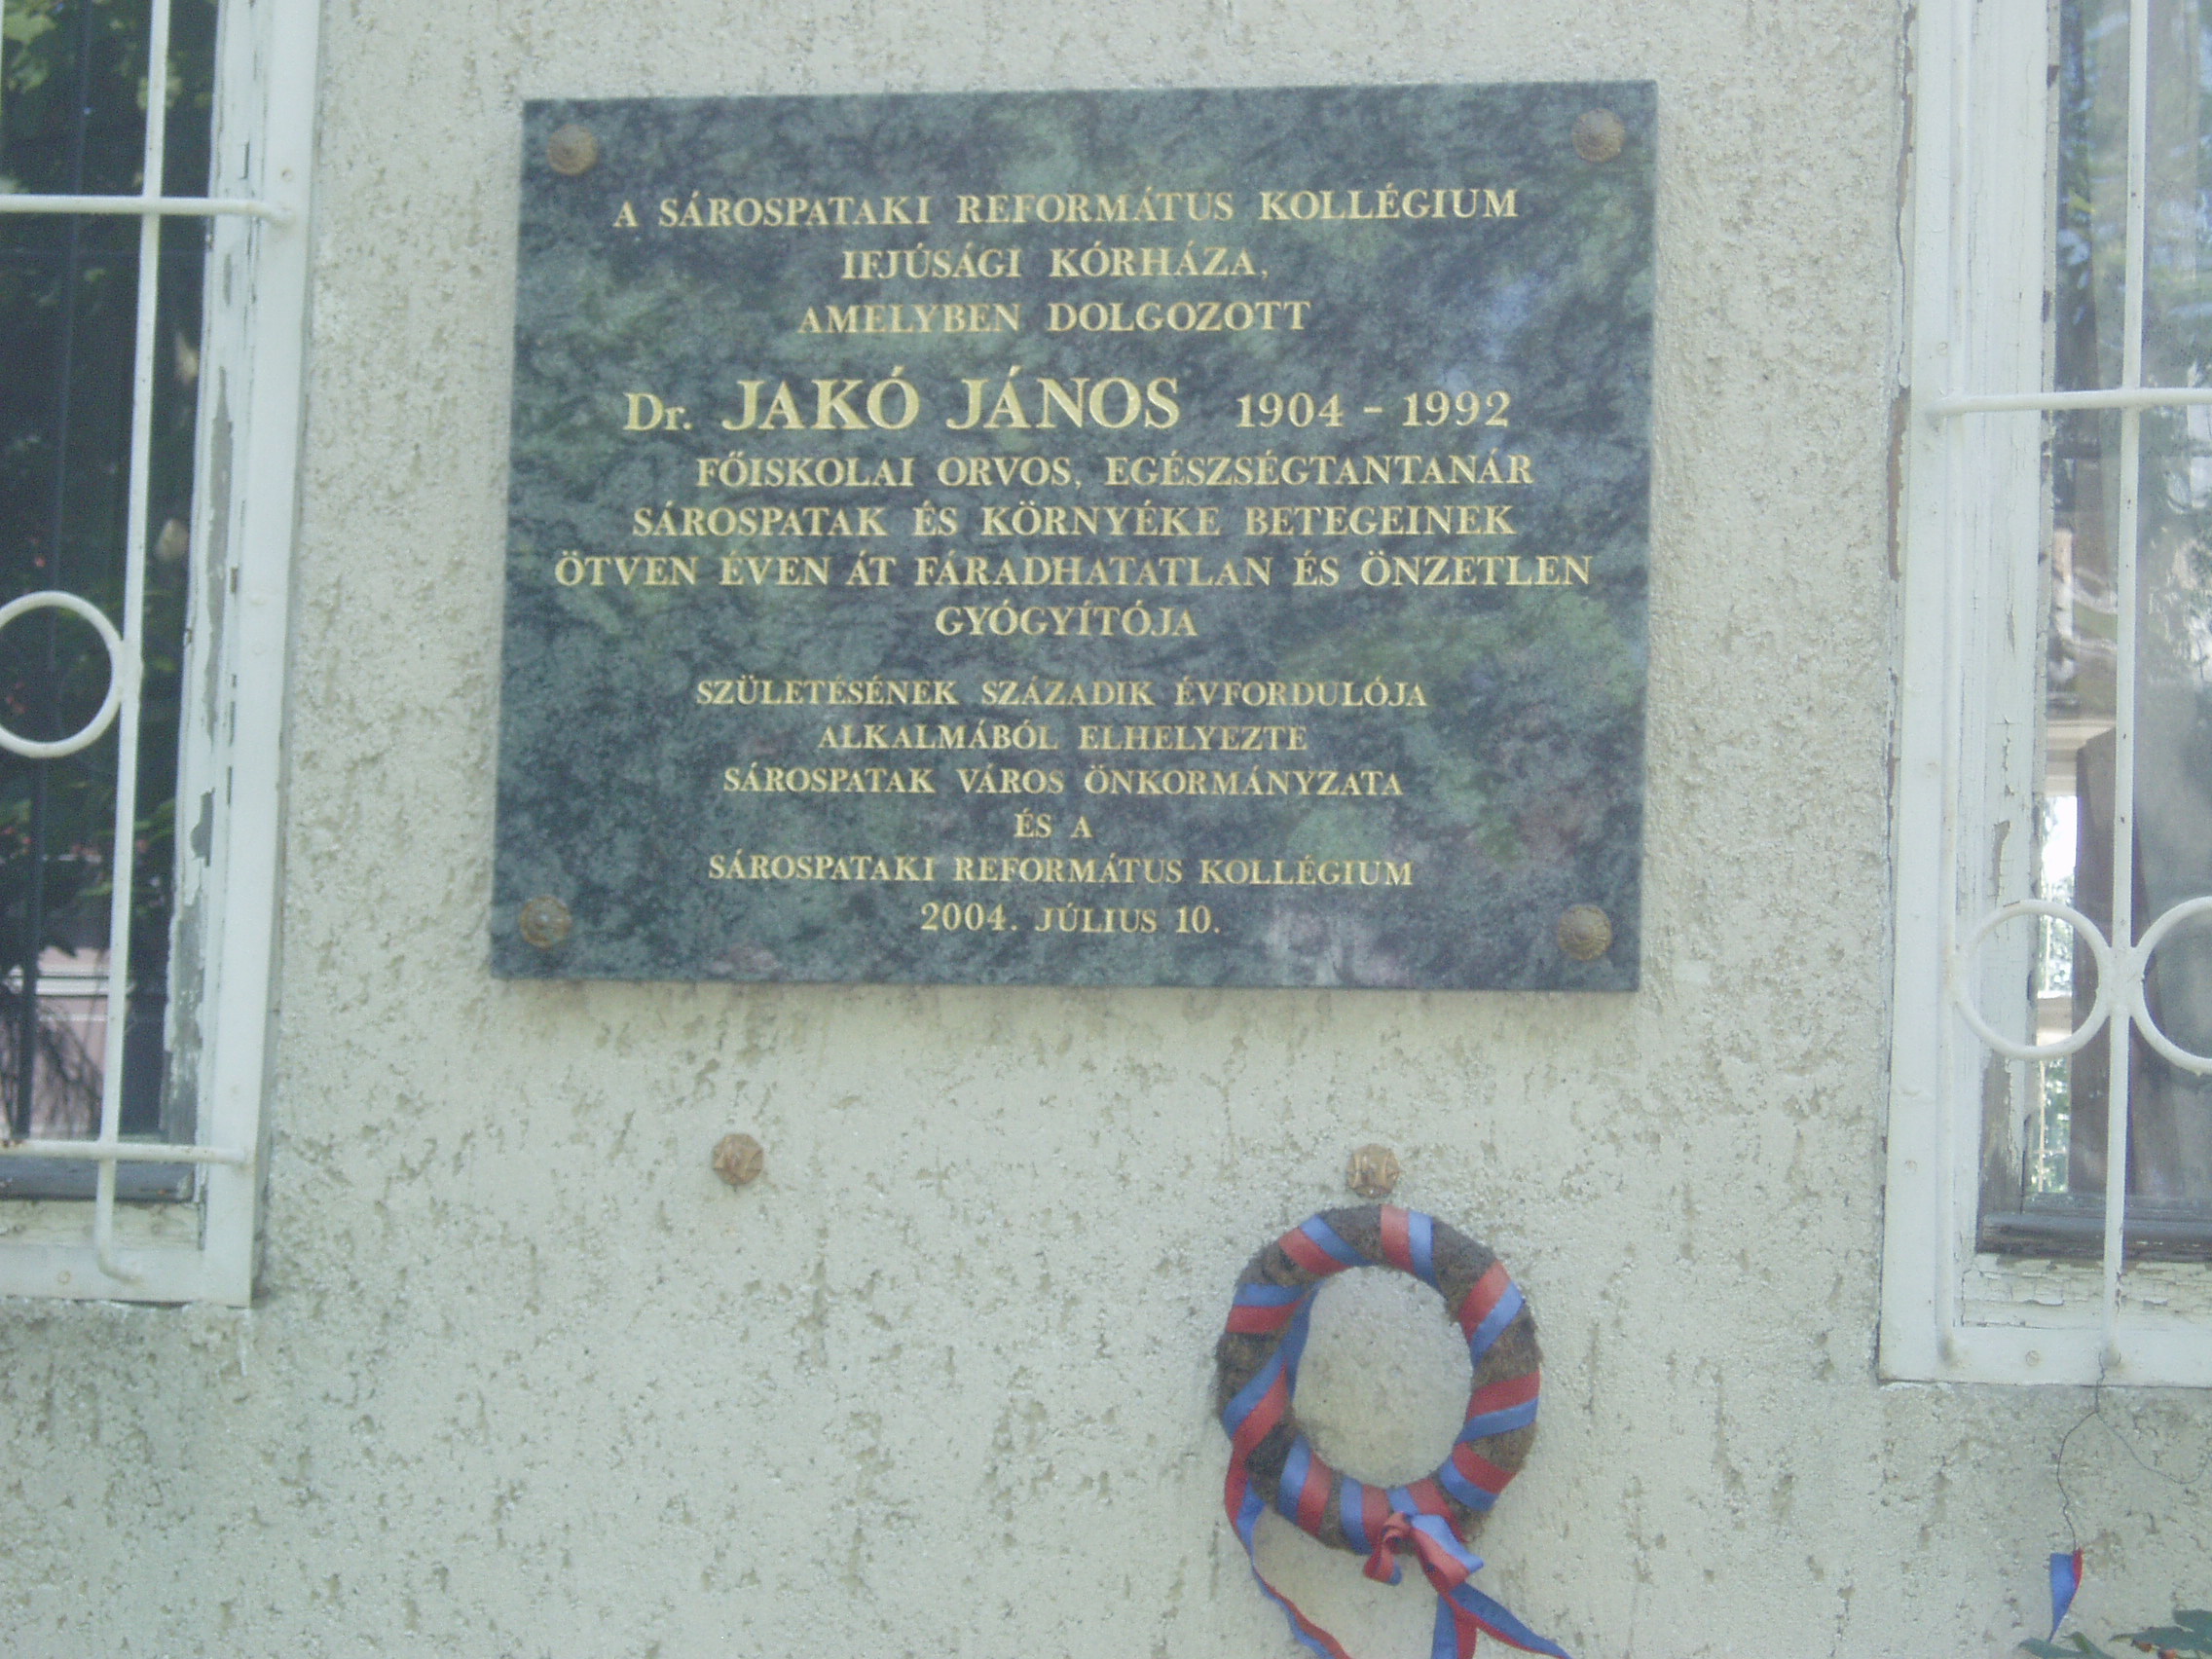 A SÁROSPATAKI REFORMÁTUS KOLLÉGIUM
IFJÚSÁGI KÓRHÁZA,
AMELYBEN DOLGOZOTT
Dr. JAKÓ JÁNOS 1904 - 1992
FŐISKOLAI ORVOS, EGÉSZSÉGTANTANÁR
SÁROSPATAK ÉS KÖRNYÉKE BETEGEINEK
ÖTVEN ÉVEN ÁT FÁRADHATATLAN ÉS ÖNZETLEN
GYÓGYÍTÓJA
SZÜLETÉSÉNEK SZÁZADIK ÉVFORDULÓJA
ALKALMÁBÓL ELHELYEZTE
SÁROSPATAK VÁROS ÖNKORMÁNYZATA
ÉS A
SÁROSPATAKI REFORMÁTUS KOLLÉGIUM
2004. JÚLIUS 10.